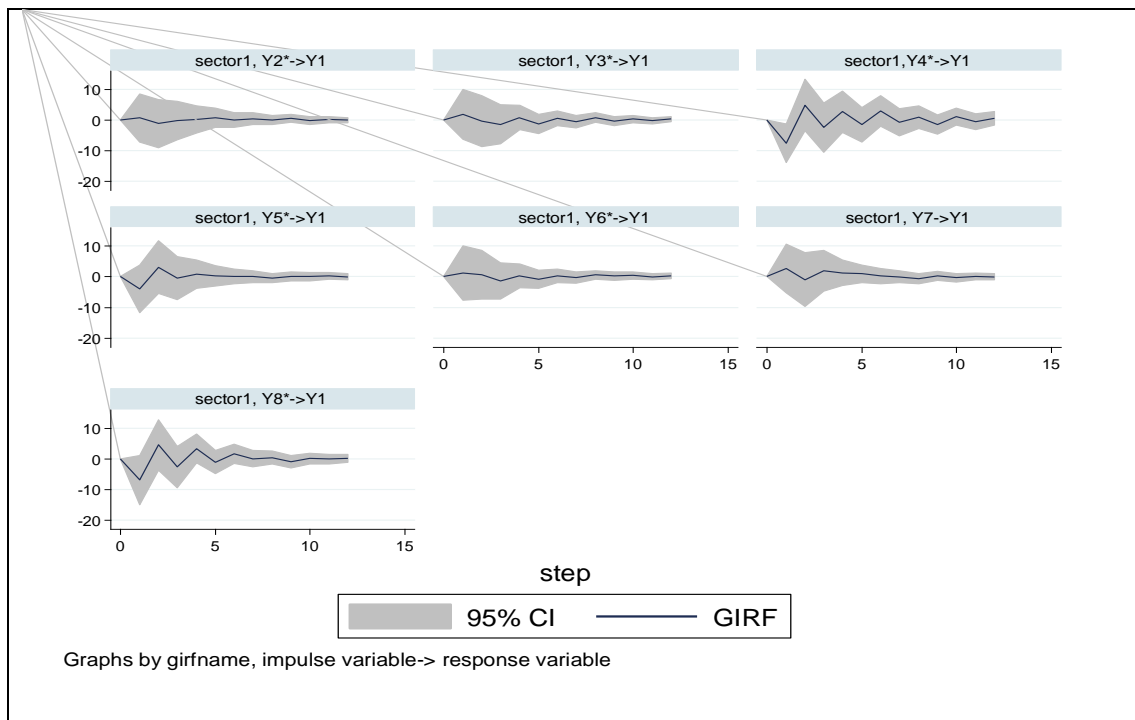 sector1, Y2*->Y1 sector1, Y3*->Y1 sector1,Y4*->Y1
10
0
-10
-20
sector1, Y5*->Y1 sector1, Y6*->Y1 sector1, Y7->Y1
10
0
-10
-20
0 5 10 15 0 5 10 15
sector1, Y8*->Y1
10
0
-10
-20
0 5 10 15
step
95% CI GIRF
Graphs by girfname, impulse variable-> response variable